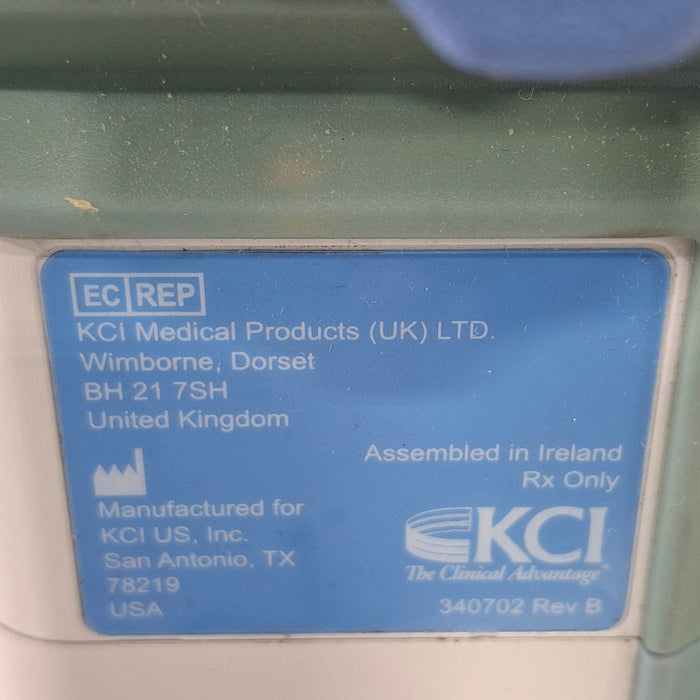 EC REP
KCI Medical Products (UK) LTD.
Wimborne, Dorset
BH 21 7SH
United Kingdom
Manufactured for
KCI US, Inc.
San Antonio, TX
78219
USA
Assembled in Ireland
Rx Only
KCI
The Clinical Advantage®
340702 Rev B